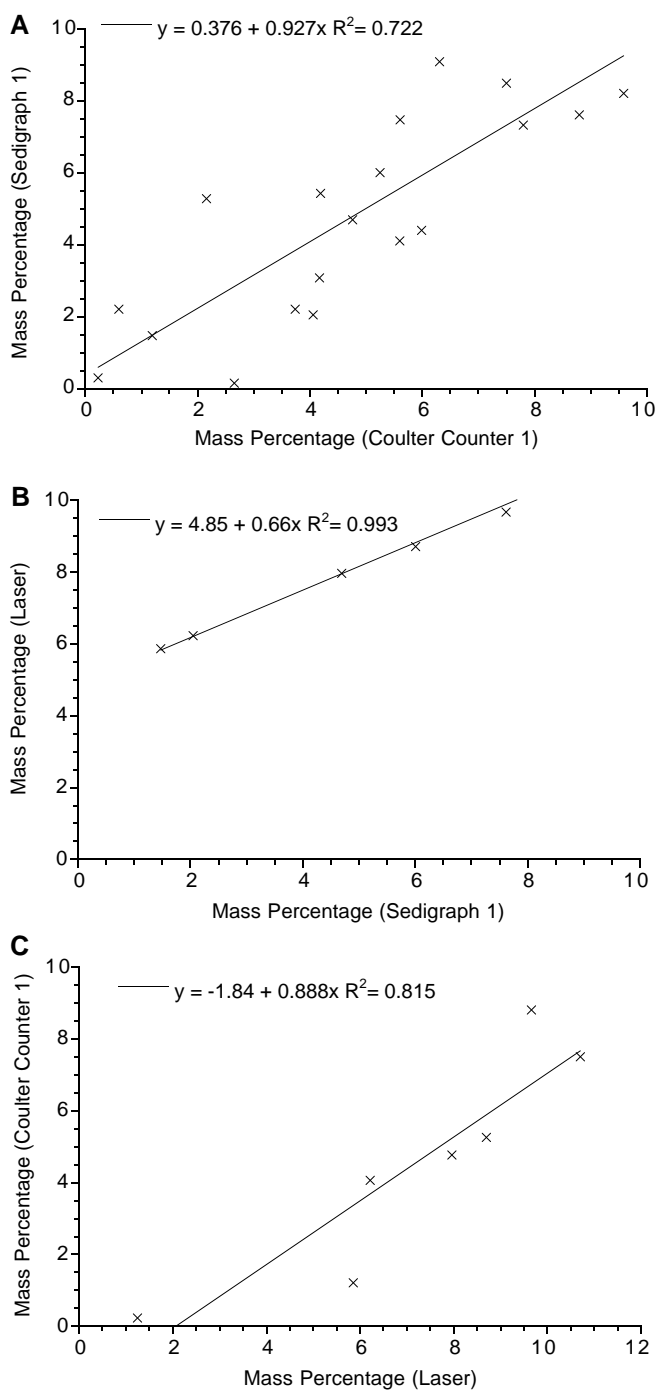 A
y = 0.376 + 0.927x R²= 0.722
10
8
6
4
2
0
Mass Percentage (Sedigraph 1)
0 2 4 6 8 10
Mass Percentage (Coulter Counter 1)
B
y = 4.85 + 0.66x R²= 0.993
10
8
6
4
2
0
Mass Percentage (Laser)
0 2 4 6 8 10
Mass Percentage (Sedigraph 1)
C
y = -1.84 + 0.888x R²= 0.815
10
8
6
4
2
0
Mass Percentage (Coulter Counter 1)
0 2 4 6 8 10 12
Mass Percentage (Laser)